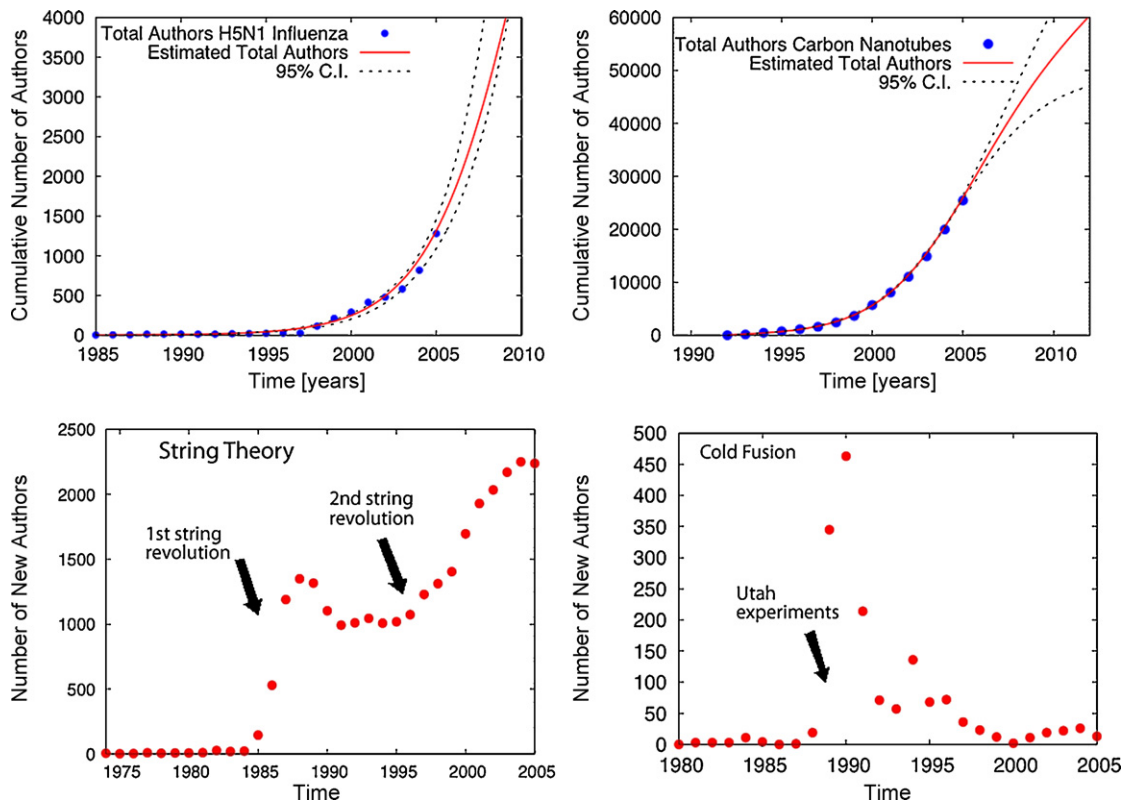 Total Authors H5N1 Influenza
Estimated Total Authors
95% C.I.
Cumulative Number of Authors
4000
3500
3000
2500
2000
1500
1000
500
0
1985
1990
1995
2000
2005
2010
Time [years]
Total Authors Carbon Nanotubes
Estimated Total Authors
95% C.I.
Cumulative Number of Authors
60000
50000
40000
30000
20000
10000
0
1990
1995
2000
2005
2010
Time [years]
String Theory
1st string
revolution
2nd string
revolution
Number of New Authors
2500
2000
1500
1000
500
0
1975
1980
1985
1990
1995
2000
2005
Time
Cold Fusion
Utah
experiments
Number of New Authors
500
450
400
350
300
250
200
150
100
50
0
1980
1985
1990
1995
2000
2005
Time